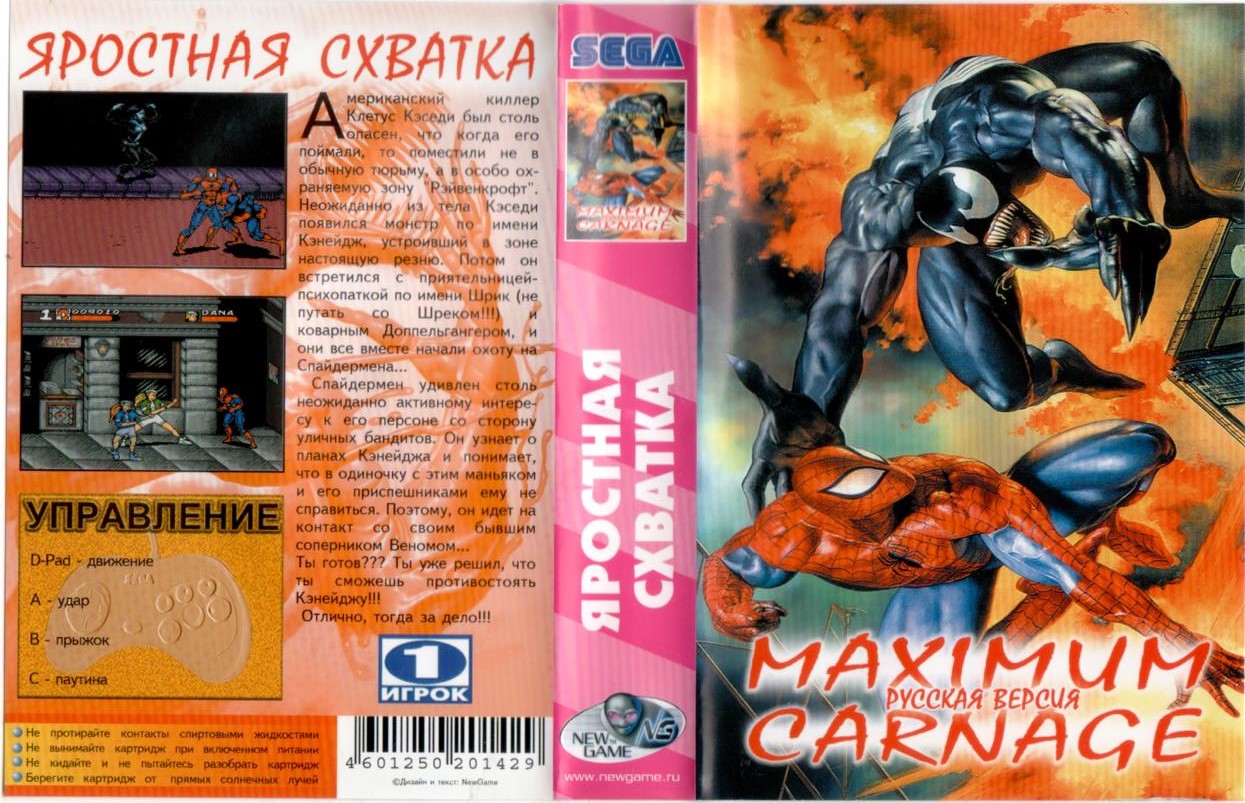 ЯРОСТНАЯ СХВАТКА
Американский киллер
Клетус Кэседи был столь
опасен, что когда его
поймали, то поместили не в
обычную тюрьму, а в особо ох-
раняемую зону "Рэйвенкрофт".
Неожиданно из тела Кэседи
появился монстр по имени
Кэнейдж, устроивший в зоне
настоящую резню. Потом он
встретился с приятельницей-
психопаткой по имени Шрик (не
путать со Шреком!!!) и
коварным Доппельгангером, и
они все вместе начали охоту на
Спайдермена...
Спайдермен удивлен столь
неожиданно активному интере-
су к его персоне со сторону
уличных бандитов. Он узнает о
планах Кэнейджа и понимает,
что в одиночку с этим маньяком
и его приспешниками ему не
справиться. Поэтому, он идет на
контакт со своим бывшим
соперником Веномом...
Ты готов??? Ты уже решил, что
ты сможешь противостоять
Кэнейджу!!!
Отлично, тогда за дело!!!
1
DANA
УПРАВЛЕНИЕ
D-Pad - движение
SEGA
A - удар
B - прыжок
C - паутина
1
ИГРОК
Не протирайте контакты спиртовыми жидкостями
Не вынимайте картридж при включенном питании
Не кидайте и не пытайтесь разобрать картридж
Берегите картридж от прямых солнечных лучей
4601250 201429
©Дизайн и текст: NewGame
SEGA
MAXIMUM
CARNAGE
ЯРОСТНАЯ
СХВАТКА
NEW
GAME
NG
www.newgame.ru
MAXIMUM
РУССКАЯ ВЕРСИЯ
CARNAGE